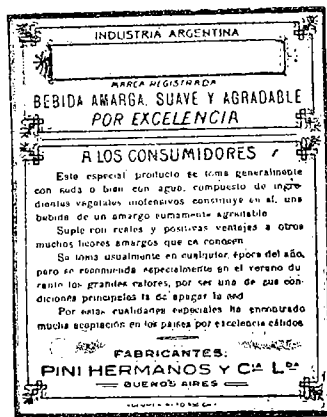 INDUSTRIA ARGENTINA
MARCA REGISTRADA
BEBIDA AMARGA, SUAVE Y AGRADABLE
POR EXCELENCIA
A LOS CONSUMIDORES
Este especial producto se toma generalmente
con soda o bien con agua, compuesto de ingre-
dientes vegetales inofensivos constituye en sí, una
bebida de un amargo sumamente agradable
Suple con reales y positivas ventajas a otros
muchos licores amargos que se conocen
Se toma usualmente en cualquier época del año,
pero se recomienda especialmente en el verano du-
rante los grandes calores, por ser una de sus con-
diciones principales la de apagar la sed
Por estas cualidades especiales ha encontrado
mucha aceptación en los países por excelencia cálidos
FABRICANTES:
PINI HERMANOS Y CIA LDA
BUENOS AIRES